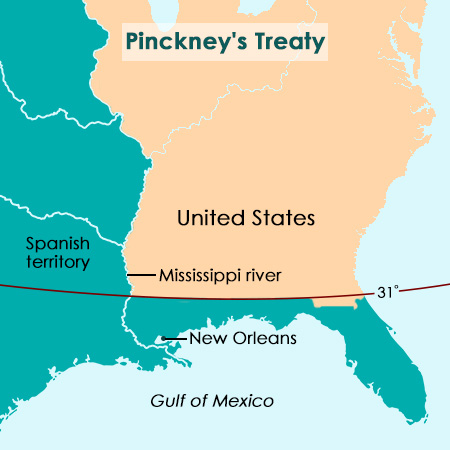 Pinckney's Treaty
United States
Spanish
territory
Mississippi river
31°
New Orleans
Gulf of Mexico